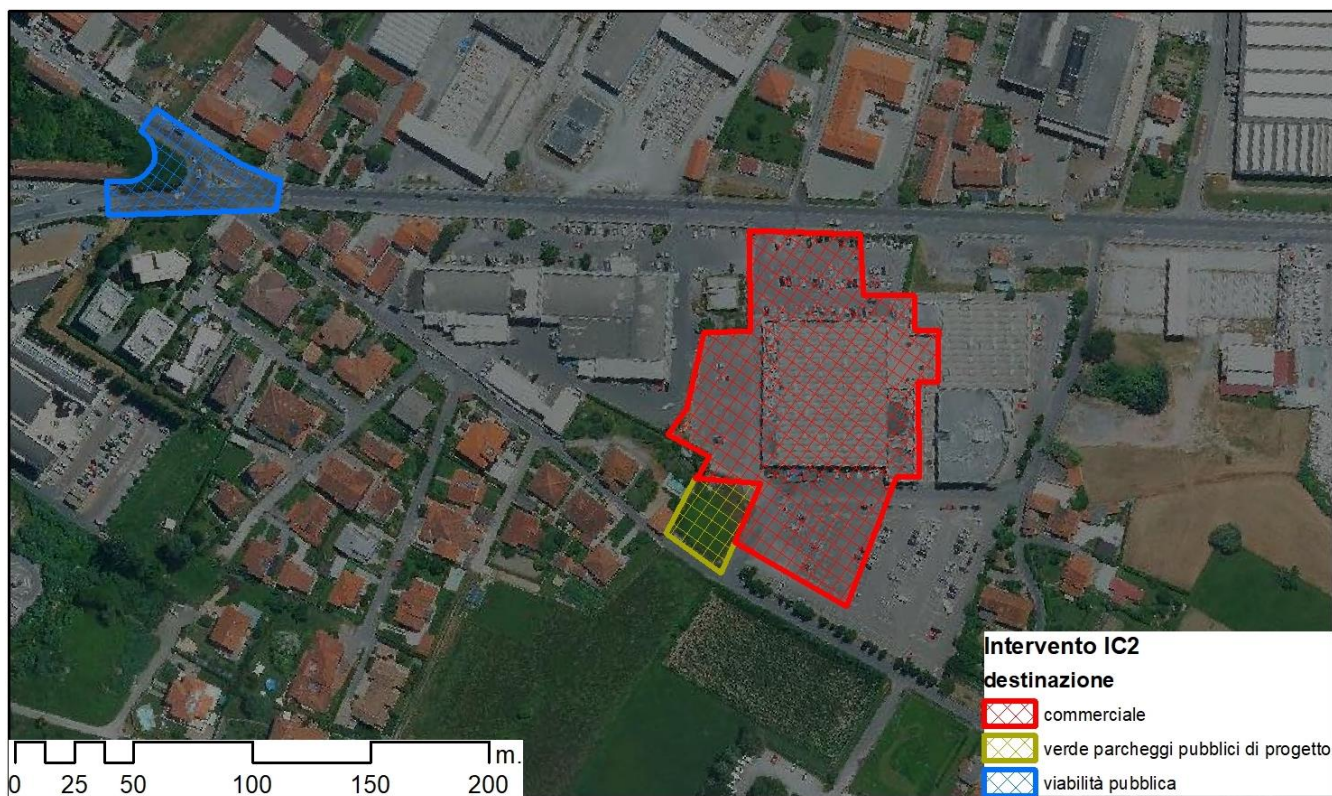 Intervento IC2
destinazione
commerciale
verde parcheggi pubblici di progetto
viabilità pubblica
m.
0 25 50 100 150 200